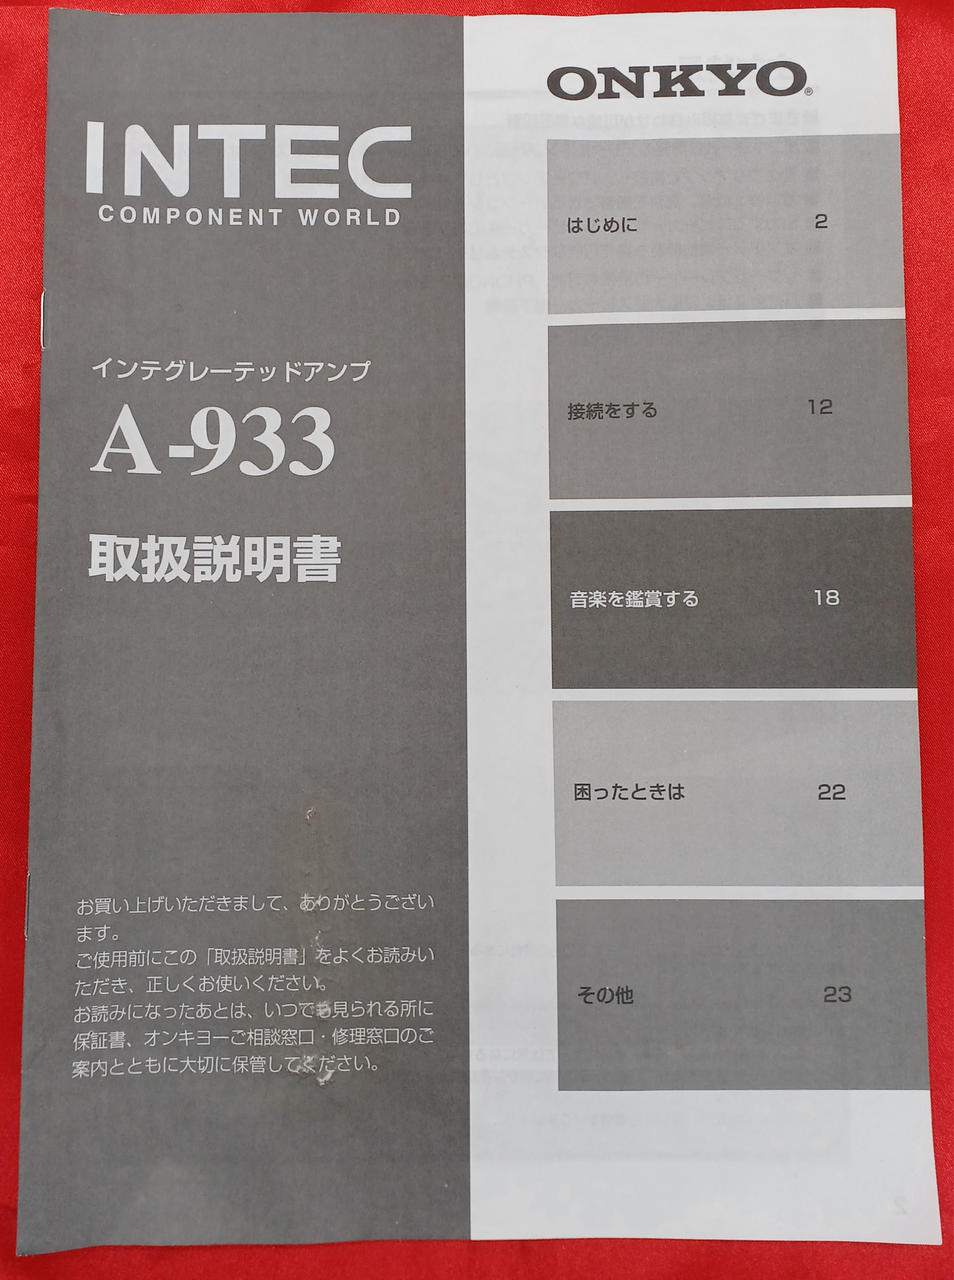 INTEC
COMPONENT WORLD
インテグレーテッドアンプ
A-933
取扱説明書
お買い上げいただきまして、ありがとうござい
ます。
ご使用前にこの「取扱説明書」をよくお読みい
ただき、正しくお使いください。
お読みになったあとは、いつでも見られる所に
保証書、オンキヨーご相談窓口・修理窓口のご
案内とともに大切に保管してください。
ONKYO®
はじめに 2
接続をする 12
音楽を鑑賞する 18
困ったときは 22
その他 23